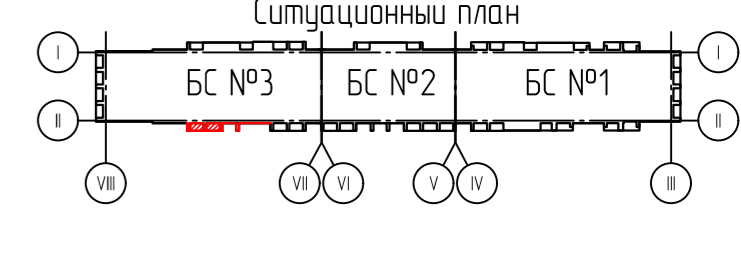 Ситуационный план
I I
БС №3 БС №2 БС №1
II II
VIII VII VI V IV III